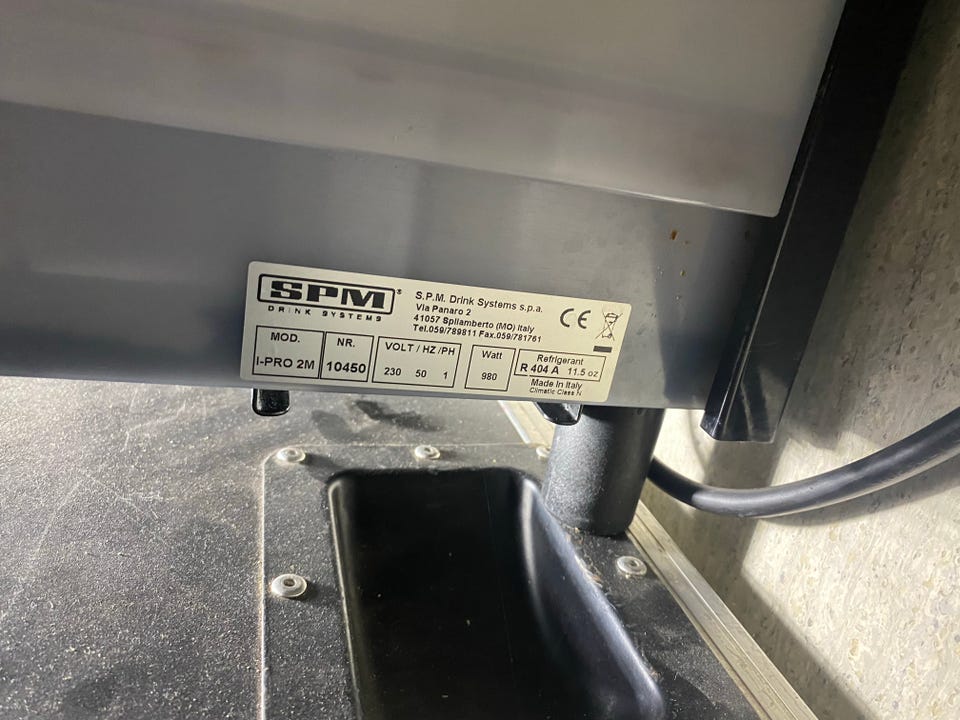 SPM®
DRINK SYSTEMS
S.P.M. Drink Systems s.p.a.
Via Panaro 2
41057 Spilamberto (MO) Italy
Tel.059/789811 Fax.059/781761
CE
MOD.
I-PRO 2M
NR.
10450
VOLT / HZ /PH
230 50 1
Watt
980
Refrigerant
R 404 A 11.5 oz
Made in Italy
Climatic Class N